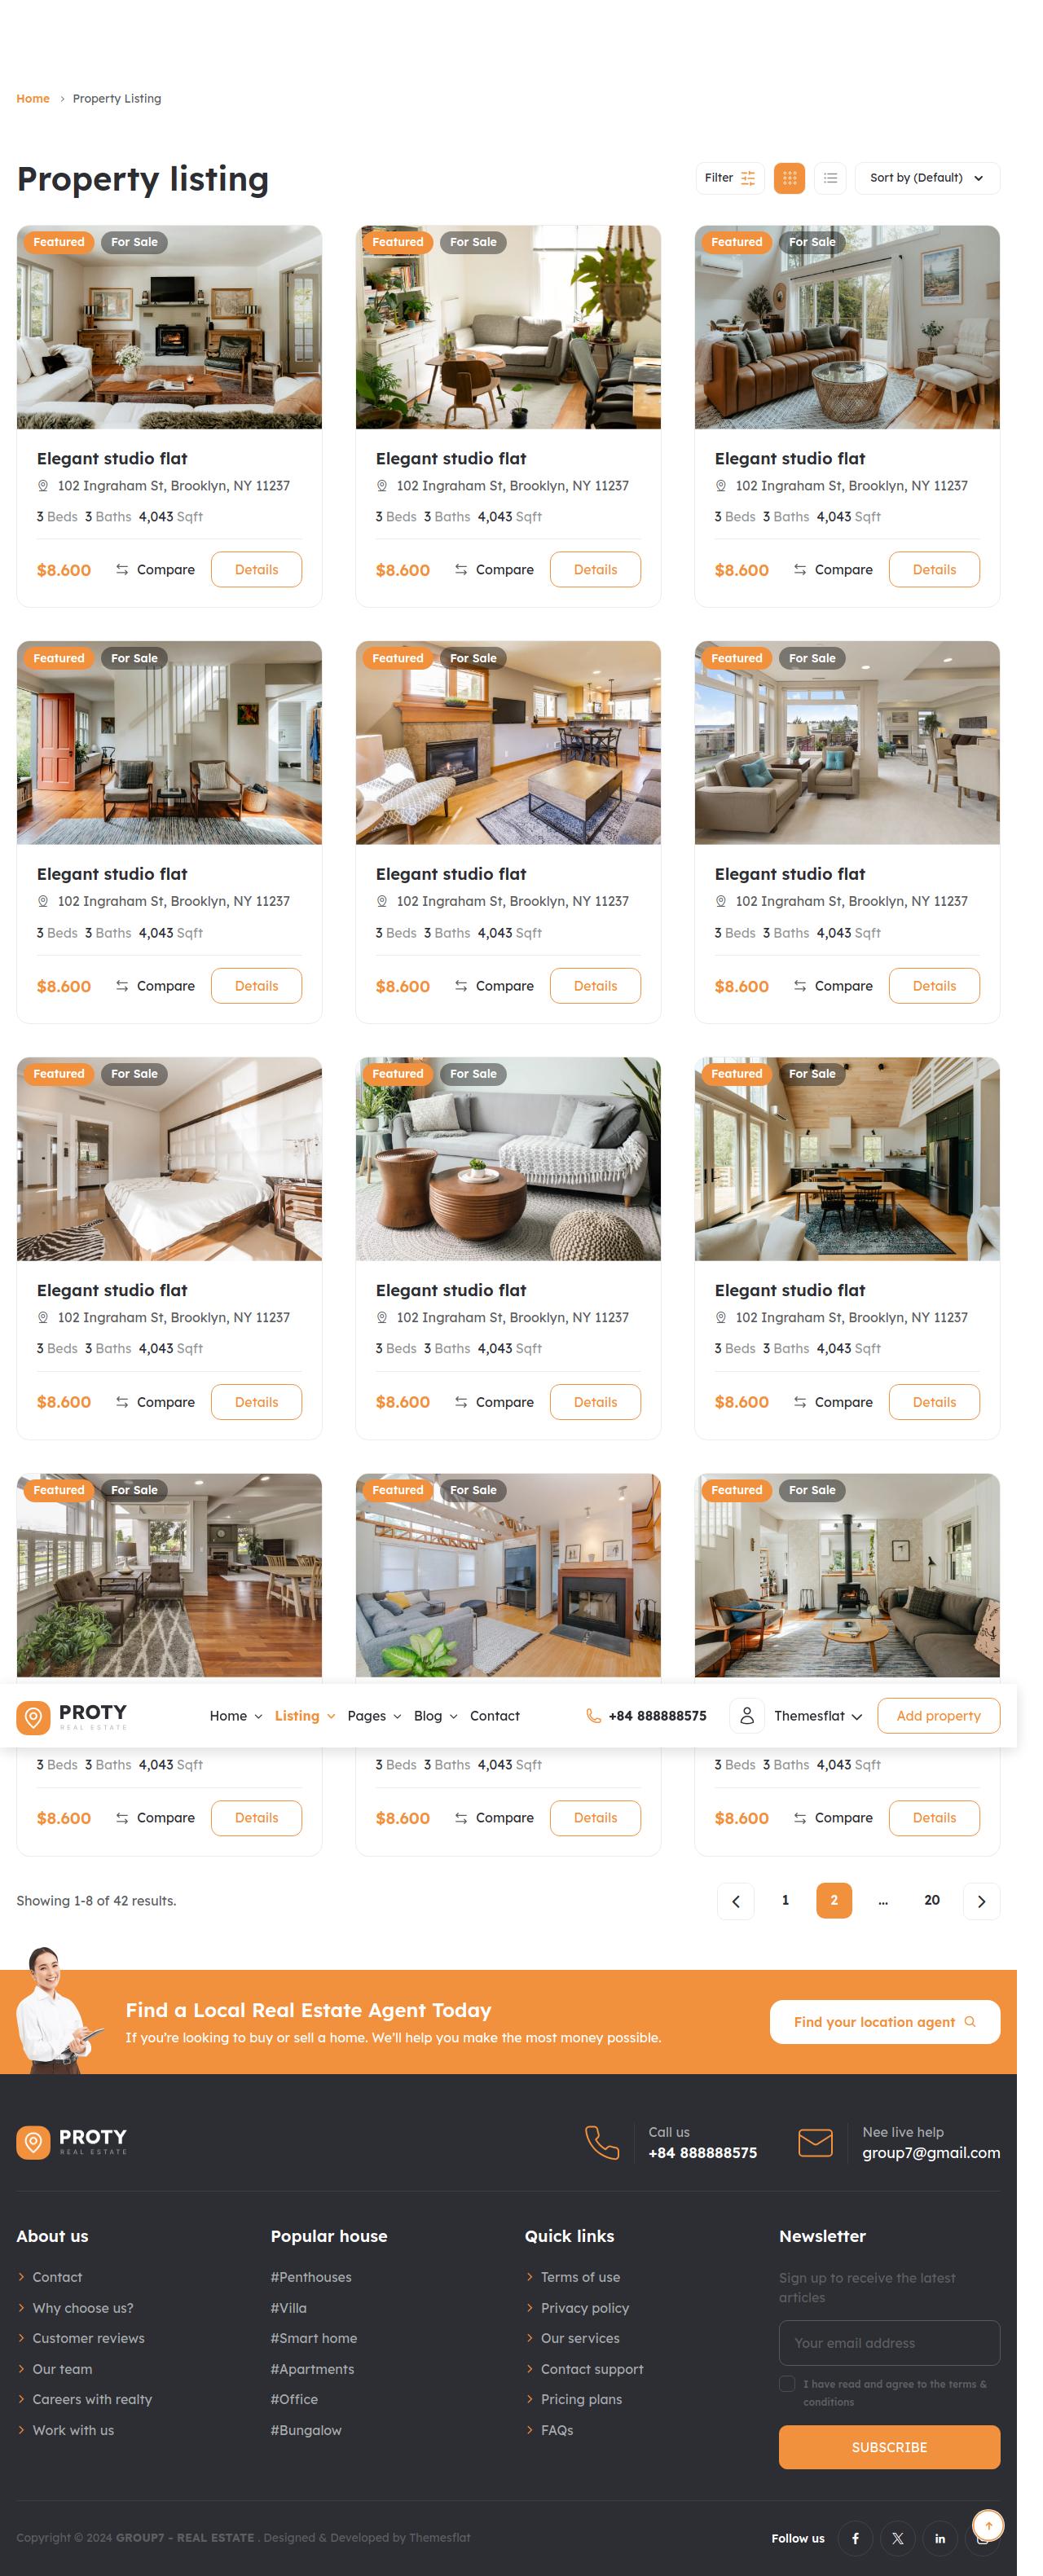 Home > Property Listing
Property listing
Filter
Sort by (Default)
Featured For Sale
Featured For Sale
Featured For Sale
Elegant studio flat
102 Ingraham St, Brooklyn, NY 11237
3 Beds 3 Baths 4,043 Sqft
$8.600 Compare Details
Elegant studio flat
102 Ingraham St, Brooklyn, NY 11237
3 Beds 3 Baths 4,043 Sqft
$8.600 Compare Details
Elegant studio flat
102 Ingraham St, Brooklyn, NY 11237
3 Beds 3 Baths 4,043 Sqft
$8.600 Compare Details
Featured For Sale
Featured For Sale
Featured For Sale
Elegant studio flat
102 Ingraham St, Brooklyn, NY 11237
3 Beds 3 Baths 4,043 Sqft
$8.600 Compare Details
Elegant studio flat
102 Ingraham St, Brooklyn, NY 11237
3 Beds 3 Baths 4,043 Sqft
$8.600 Compare Details
Elegant studio flat
102 Ingraham St, Brooklyn, NY 11237
3 Beds 3 Baths 4,043 Sqft
$8.600 Compare Details
Featured For Sale
Featured For Sale
Featured For Sale
Elegant studio flat
102 Ingraham St, Brooklyn, NY 11237
3 Beds 3 Baths 4,043 Sqft
$8.600 Compare Details
Elegant studio flat
102 Ingraham St, Brooklyn, NY 11237
3 Beds 3 Baths 4,043 Sqft
$8.600 Compare Details
Elegant studio flat
102 Ingraham St, Brooklyn, NY 11237
3 Beds 3 Baths 4,043 Sqft
$8.600 Compare Details
Featured For Sale
Featured For Sale
Featured For Sale
PROTY
REAL ESTATE
Home Listing Pages Blog Contact
+84 888888575
Themesflat
Add property
3 Beds 3 Baths 4,043 Sqft
$8.600 Compare Details
3 Beds 3 Baths 4,043 Sqft
$8.600 Compare Details
3 Beds 3 Baths 4,043 Sqft
$8.600 Compare Details
Showing 1-8 of 42 results.
1 2 ... 20
Find a Local Real Estate Agent Today
If you're looking to buy or sell a home. We'll help you make the most money possible.
Find your location agent
PROTY
REAL ESTATE
Call us
+84 888888575
Nee live help
group7@gmail.com
About us
Contact
Why choose us?
Customer reviews
Our team
Careers with realty
Work with us
Popular house
#Penthouses
#Villa
#Smart home
#Apartments
#Office
#Bungalow
Quick links
Terms of use
Privacy policy
Our services
Contact support
Pricing plans
FAQs
Newsletter
Sign up to receive the latest
articles
Your email address
I have read and agree to the terms &
conditions
SUBSCRIBE
Copyright © 2024 GROUP7 - REAL ESTATE . Designed & Developed by Themesflat
Follow us